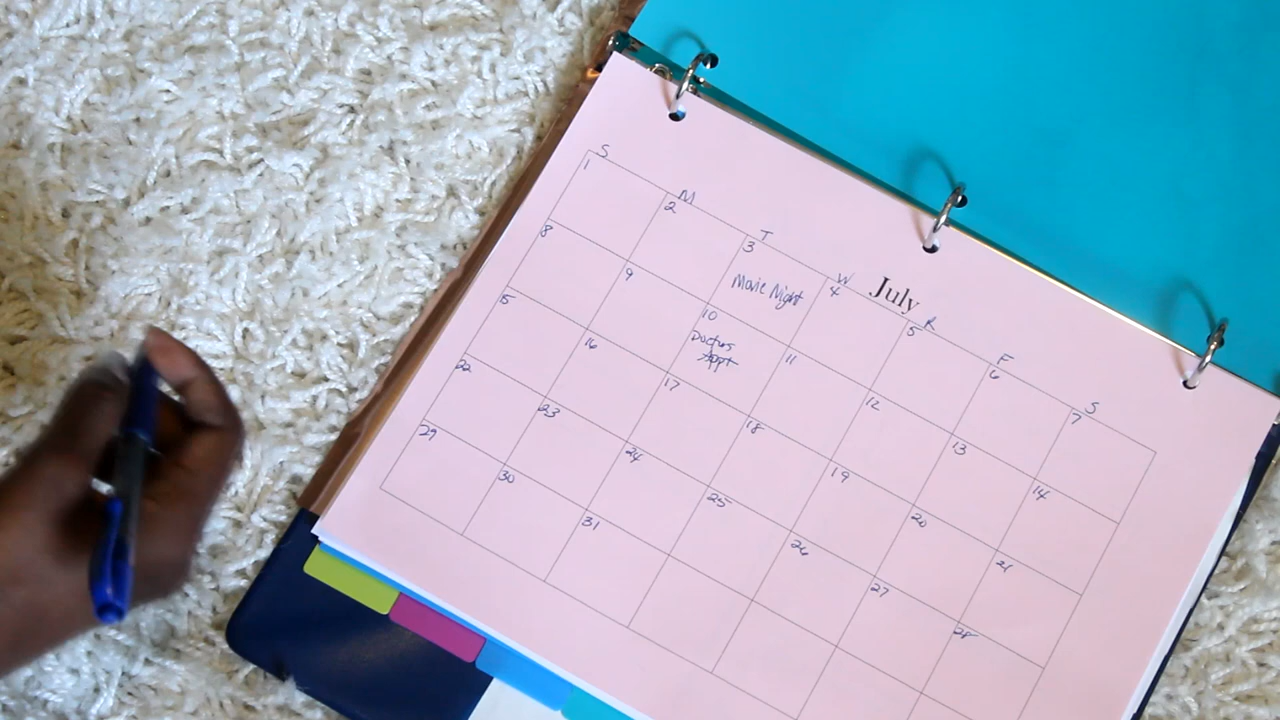 July
S M T W R F S
1 2 3 4 5 6 7
Movie Night
8 9 10 11 12 13 14
Doctors
Appt
15 16 17 18 19 20 21
22 23 24 25 26 27 28
29 30 31